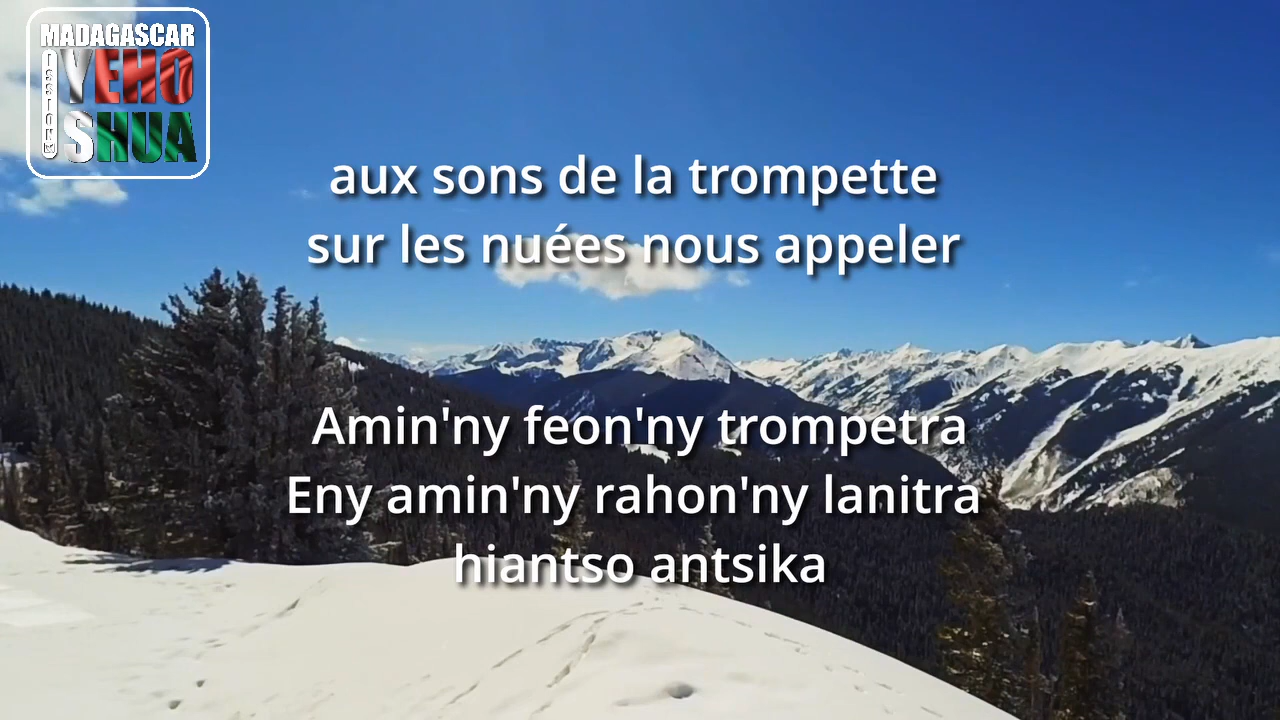 MADAGASCAR
YEHO
SHUA
aux sons de la trompette
sur les nuées nous appeler
Amin'ny feon'ny trompetra
Eny amin'ny rahon'ny lanitra
hiantso antsika